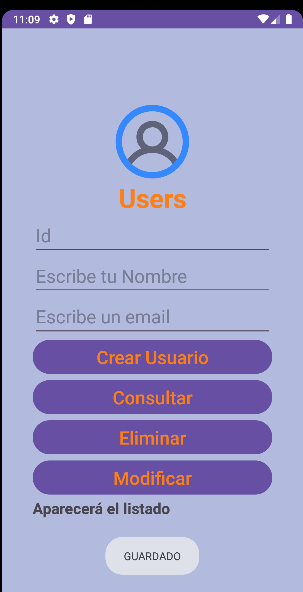 11:09
Users
Id
Escribe tu Nombre
Escribe un email
Crear Usuario
Consultar
Eliminar
Modificar
Aparecerá el listado
GUARDADO